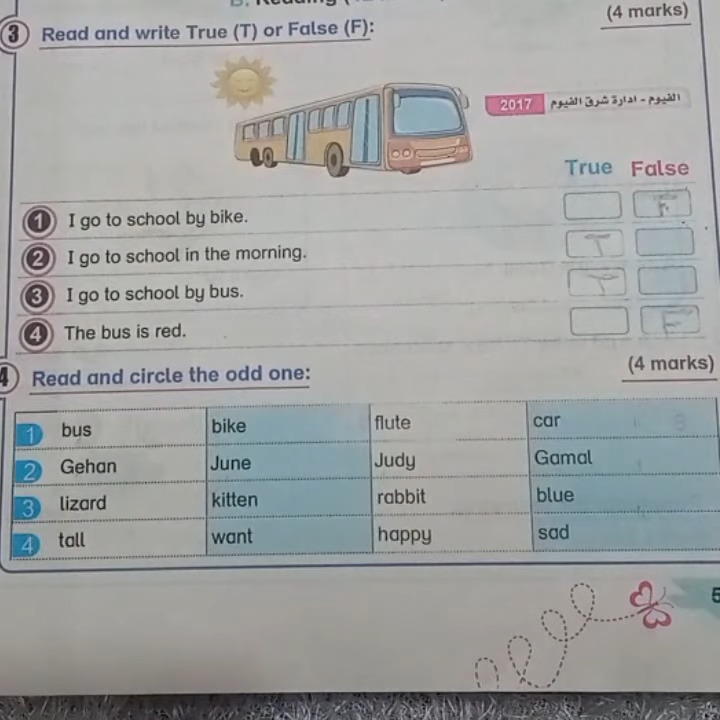 (4 marks)
3 Read and write True (T) or False (F):
2017 الفيوم - ادارة شرق الفيوم
True False
1 I go to school by bike. F
2 I go to school in the morning. T
3 I go to school by bus. T
4 The bus is red. F
4 Read and circle the odd one: (4 marks)
1 bus bike flute car
2 Gehan June Judy Gamal
3 lizard kitten rabbit blue
4 tall want happy sad
5